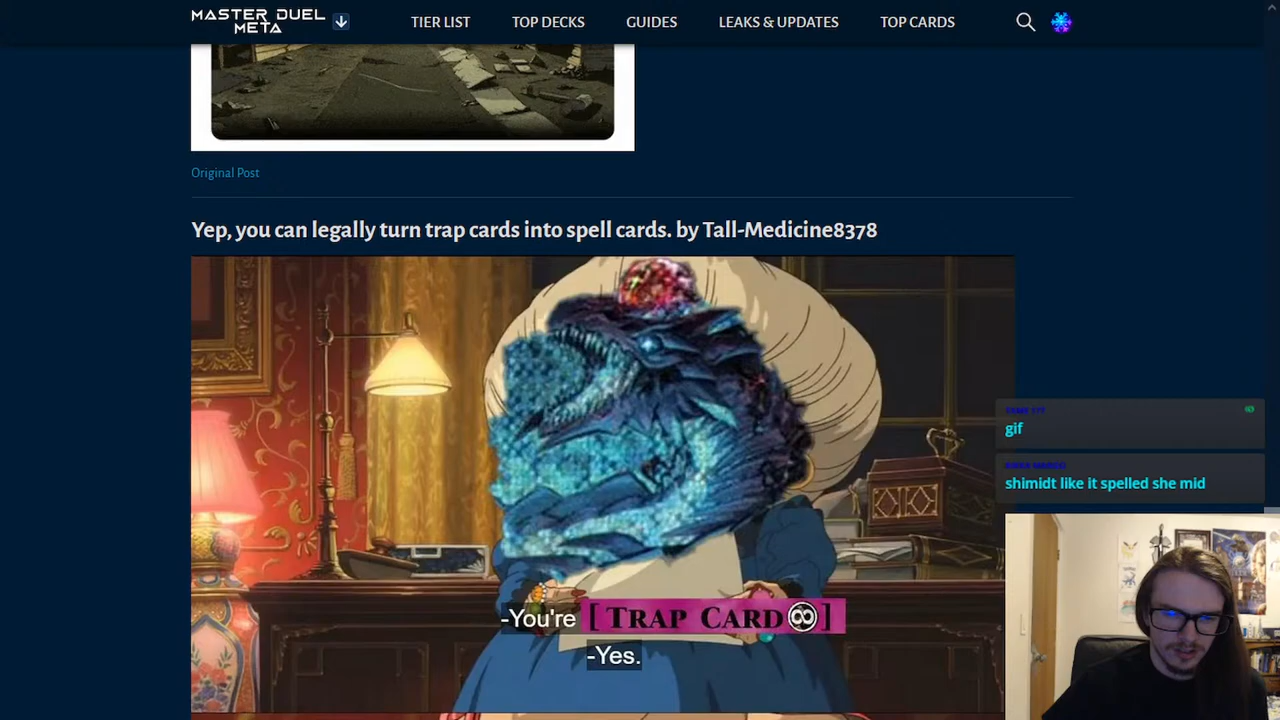 MASTER DUEL
META
TIER LIST
TOP DECKS
GUIDES
LEAKS & UPDATES
TOP CARDS
Original Post
Yep, you can legally turn trap cards into spell cards. by Tall-Medicine8378
gif
shimidt like it spelled she mid
-You're [ TRAP CARD ]
-Yes.